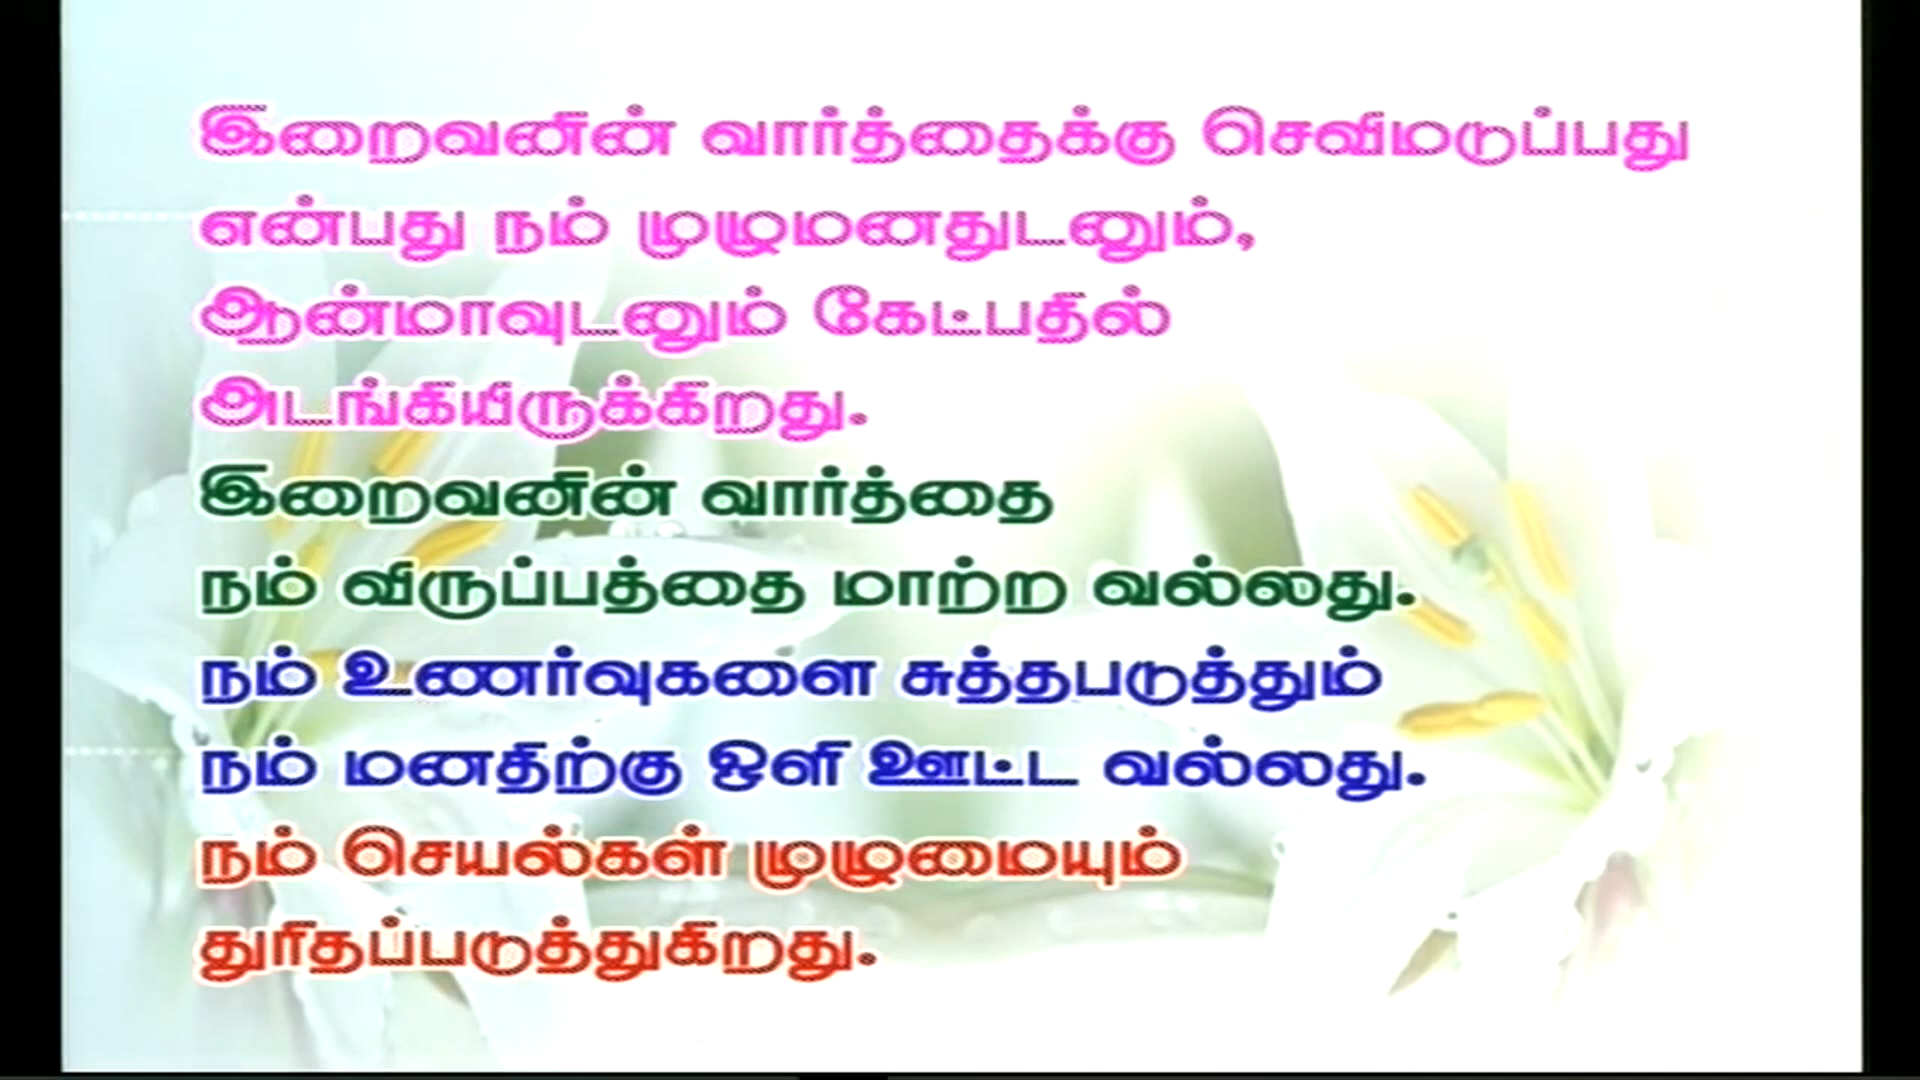 இறைவனின் வார்த்தைக்கு செவிமடுப்பது
என்பது நம் முழுமனதுடனும்,
ஆன்மாவுடனும் கேட்பதில்
அடங்கியிருக்கிறது.
இறைவனின் வார்த்தை
நம் விருப்பத்தை மாற்ற வல்லது.
நம் உணர்வுகளை சுத்தபடுத்தும்
நம் மனதிற்கு ஒளி ஊட்ட வல்லது.
நம் செயல்கள் முழுமையும்
துரிதப்படுத்துகிறது.